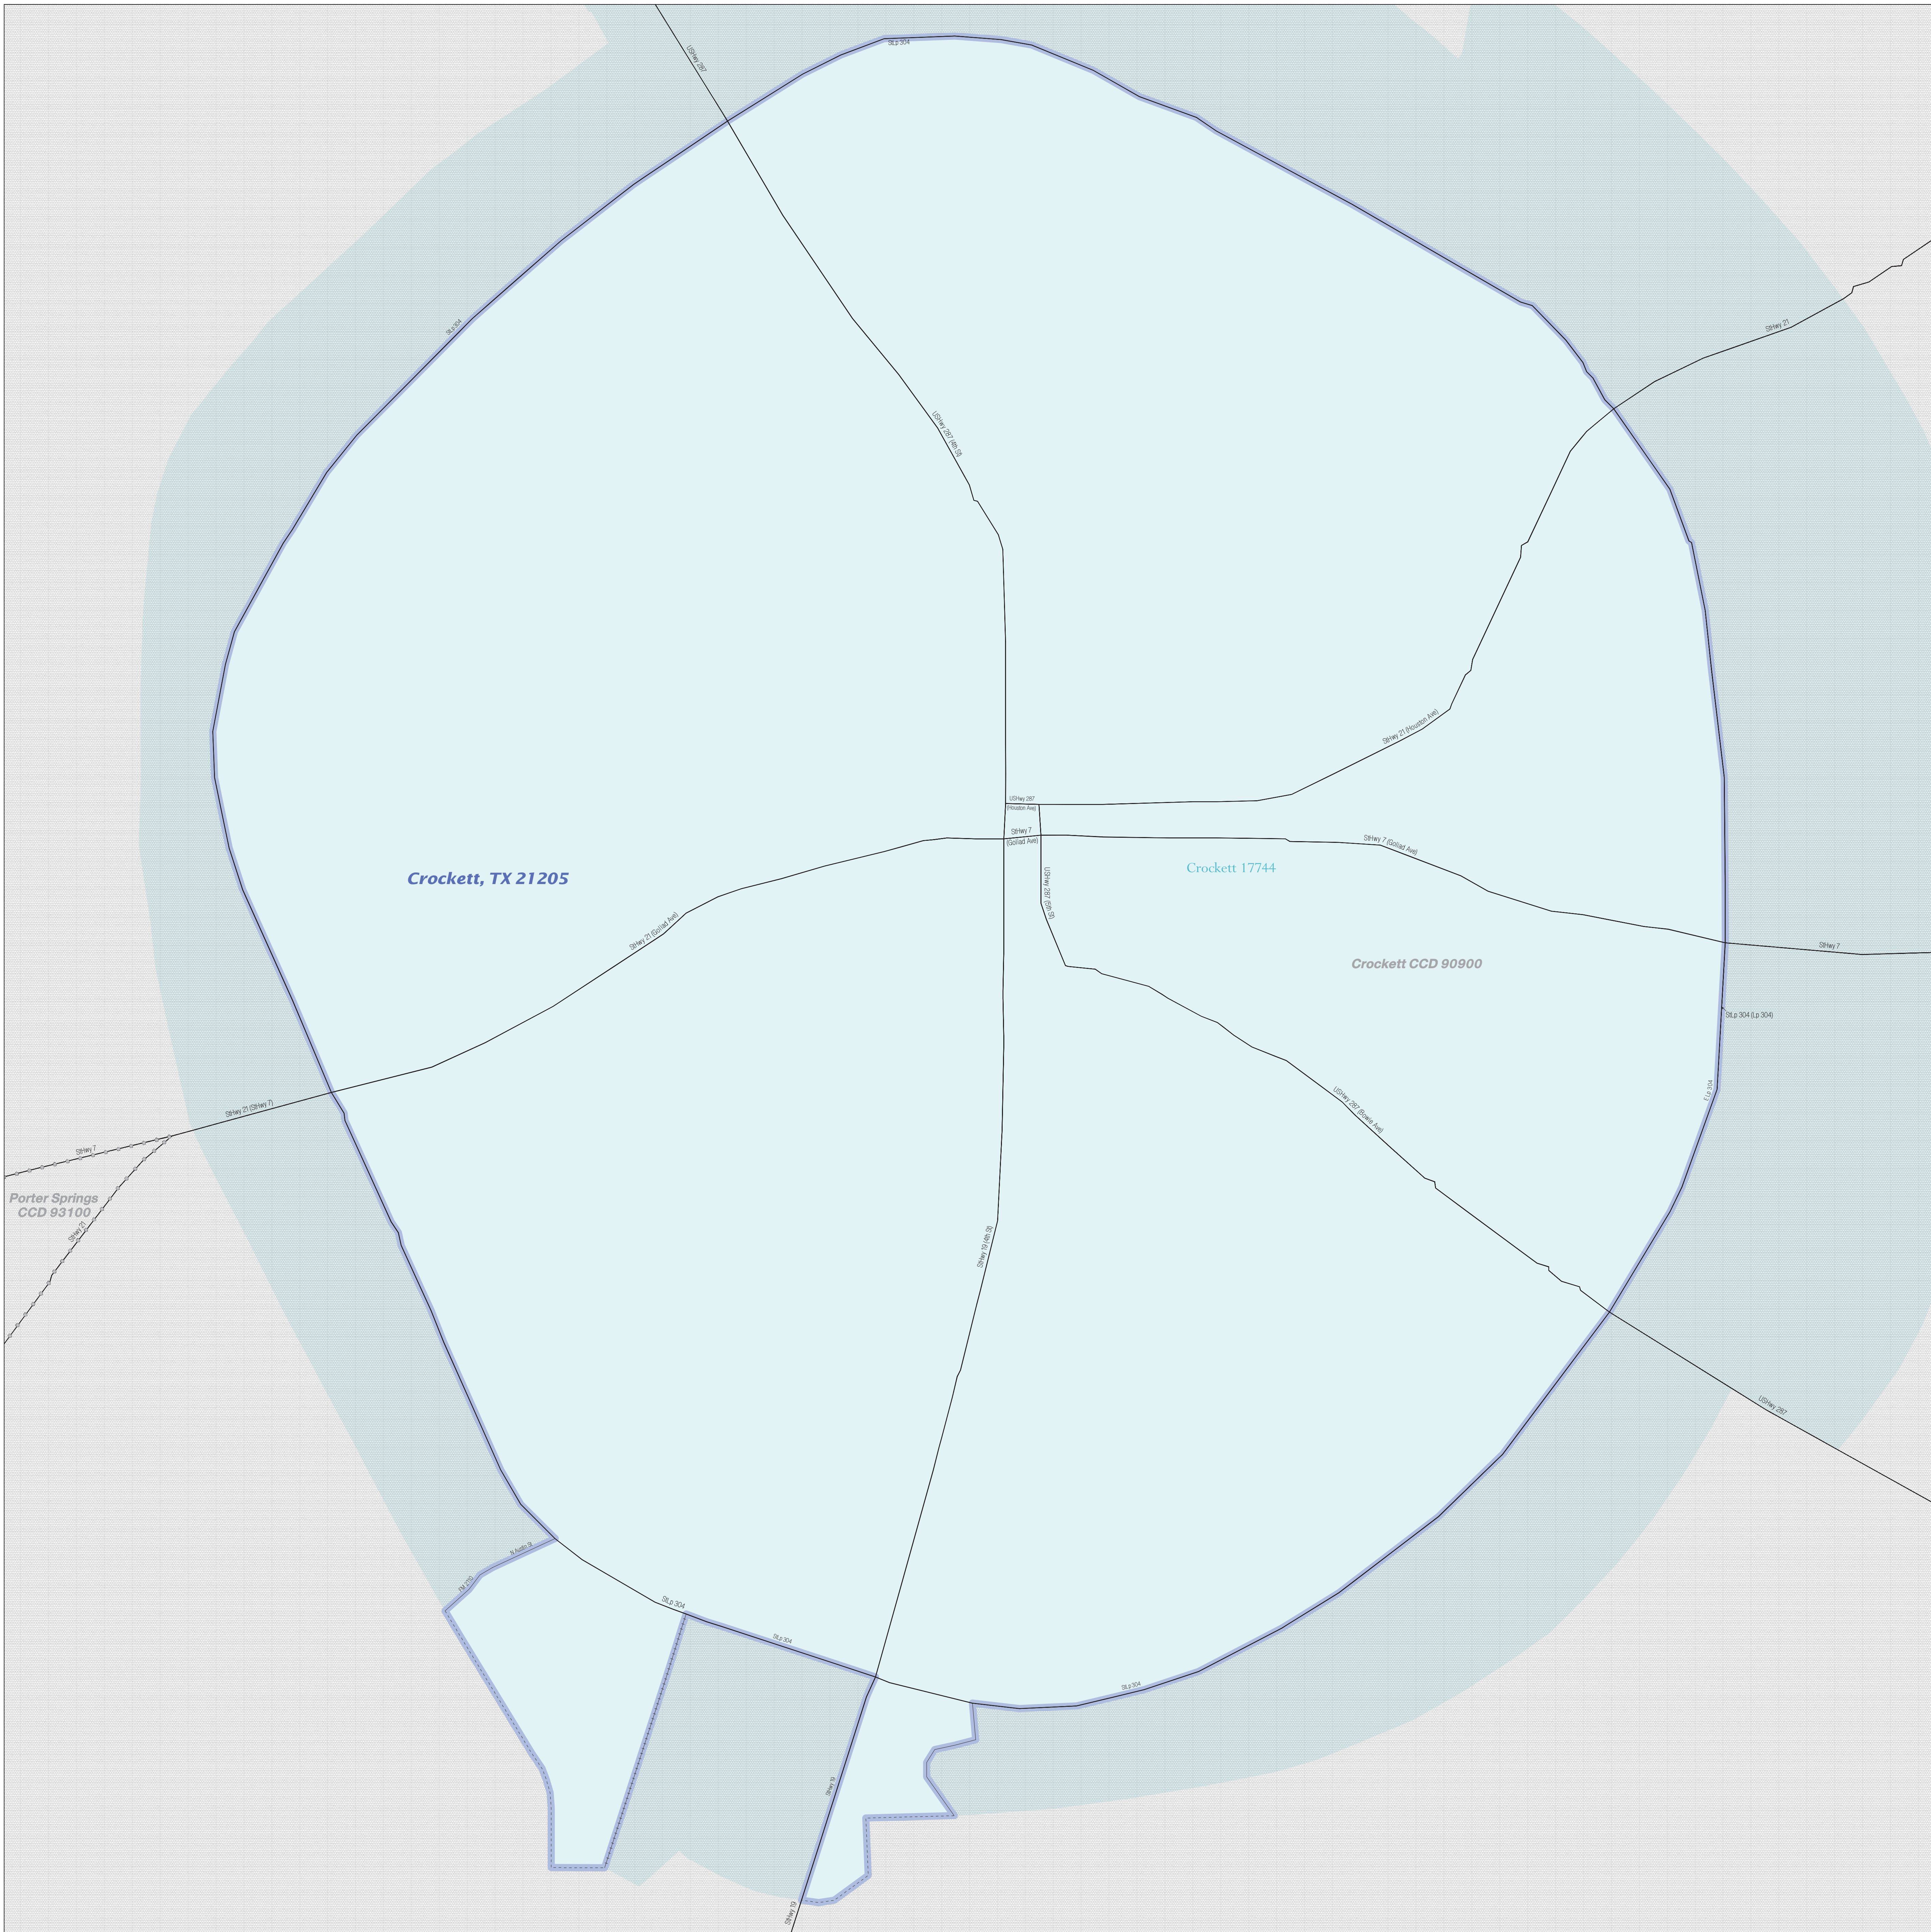 StLp 304
USHwy 287
StLp 304
StHwy 21
USHwy 287 (4th St)
StHwy 21 (Houston Ave)
USHwy 287
(Houston Ave)
StHwy 7
(Goliad Ave)
StHwy 7 (Goliad Ave)
Crockett, TX 21205
Crockett 17744
USHwy 287 (5th St)
StHwy 21 (Goliad Ave)
StHwy 7
Crockett CCD 90900
StLp 304 (Lp 304)
E Lp 304
StHwy 21 (StHwy 7)
USHwy 287 (Bowie Ave)
StHwy 7
Porter Springs
CCD 93100
StHwy 21
StHwy 19 (4th St)
USHwy 287
N Austin St
StLp 304
StLp 304
StLp 304
StHwy 19
StHwy 19